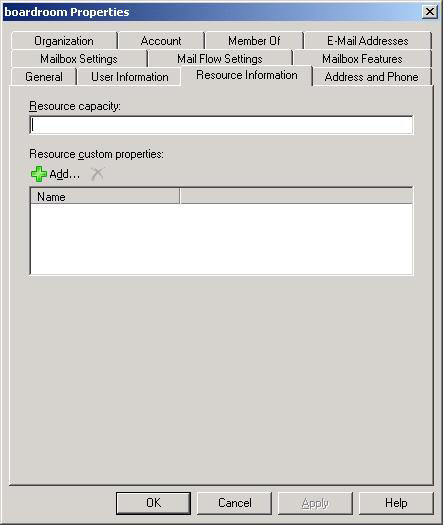 boardroom Properties
Organization Account Member Of E-Mail Addresses
Mailbox Settings Mail Flow Settings Mailbox Features
General User Information Resource Information Address and Phone
Resource capacity:
Resource custom properties:
Add...
Name
OK Cancel Apply Help